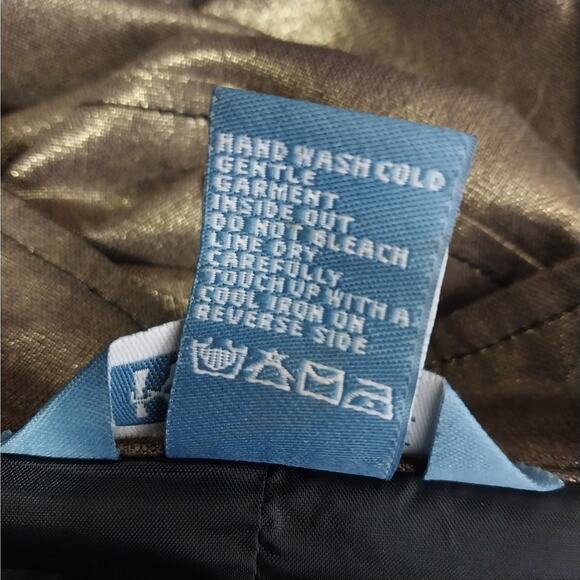 HAND WASH COLD
GENTLE
GARMENT
INSIDE OUT
DO NOT BLEACH
LINE DRY
CAREFULLY
TOUCH UP WITH A
COOL IRON ON
REVERSE SIDE